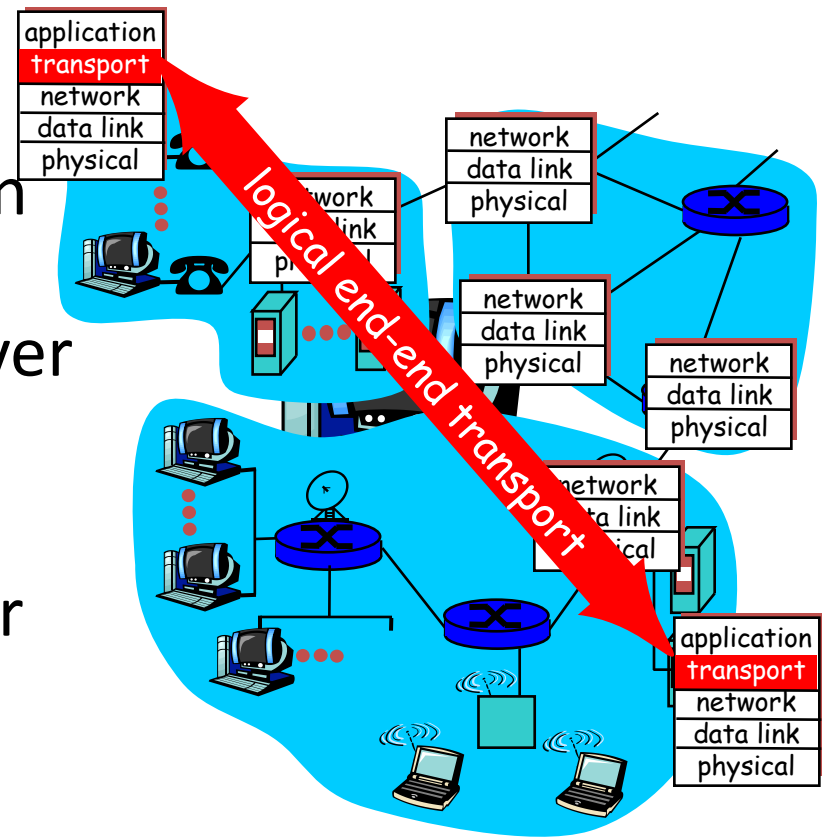 application
transport
network
data link
physical
network
data link
physical
logical end-end transport
network
data link
physical
network
data link
physical
application
transport
network
data link
physical